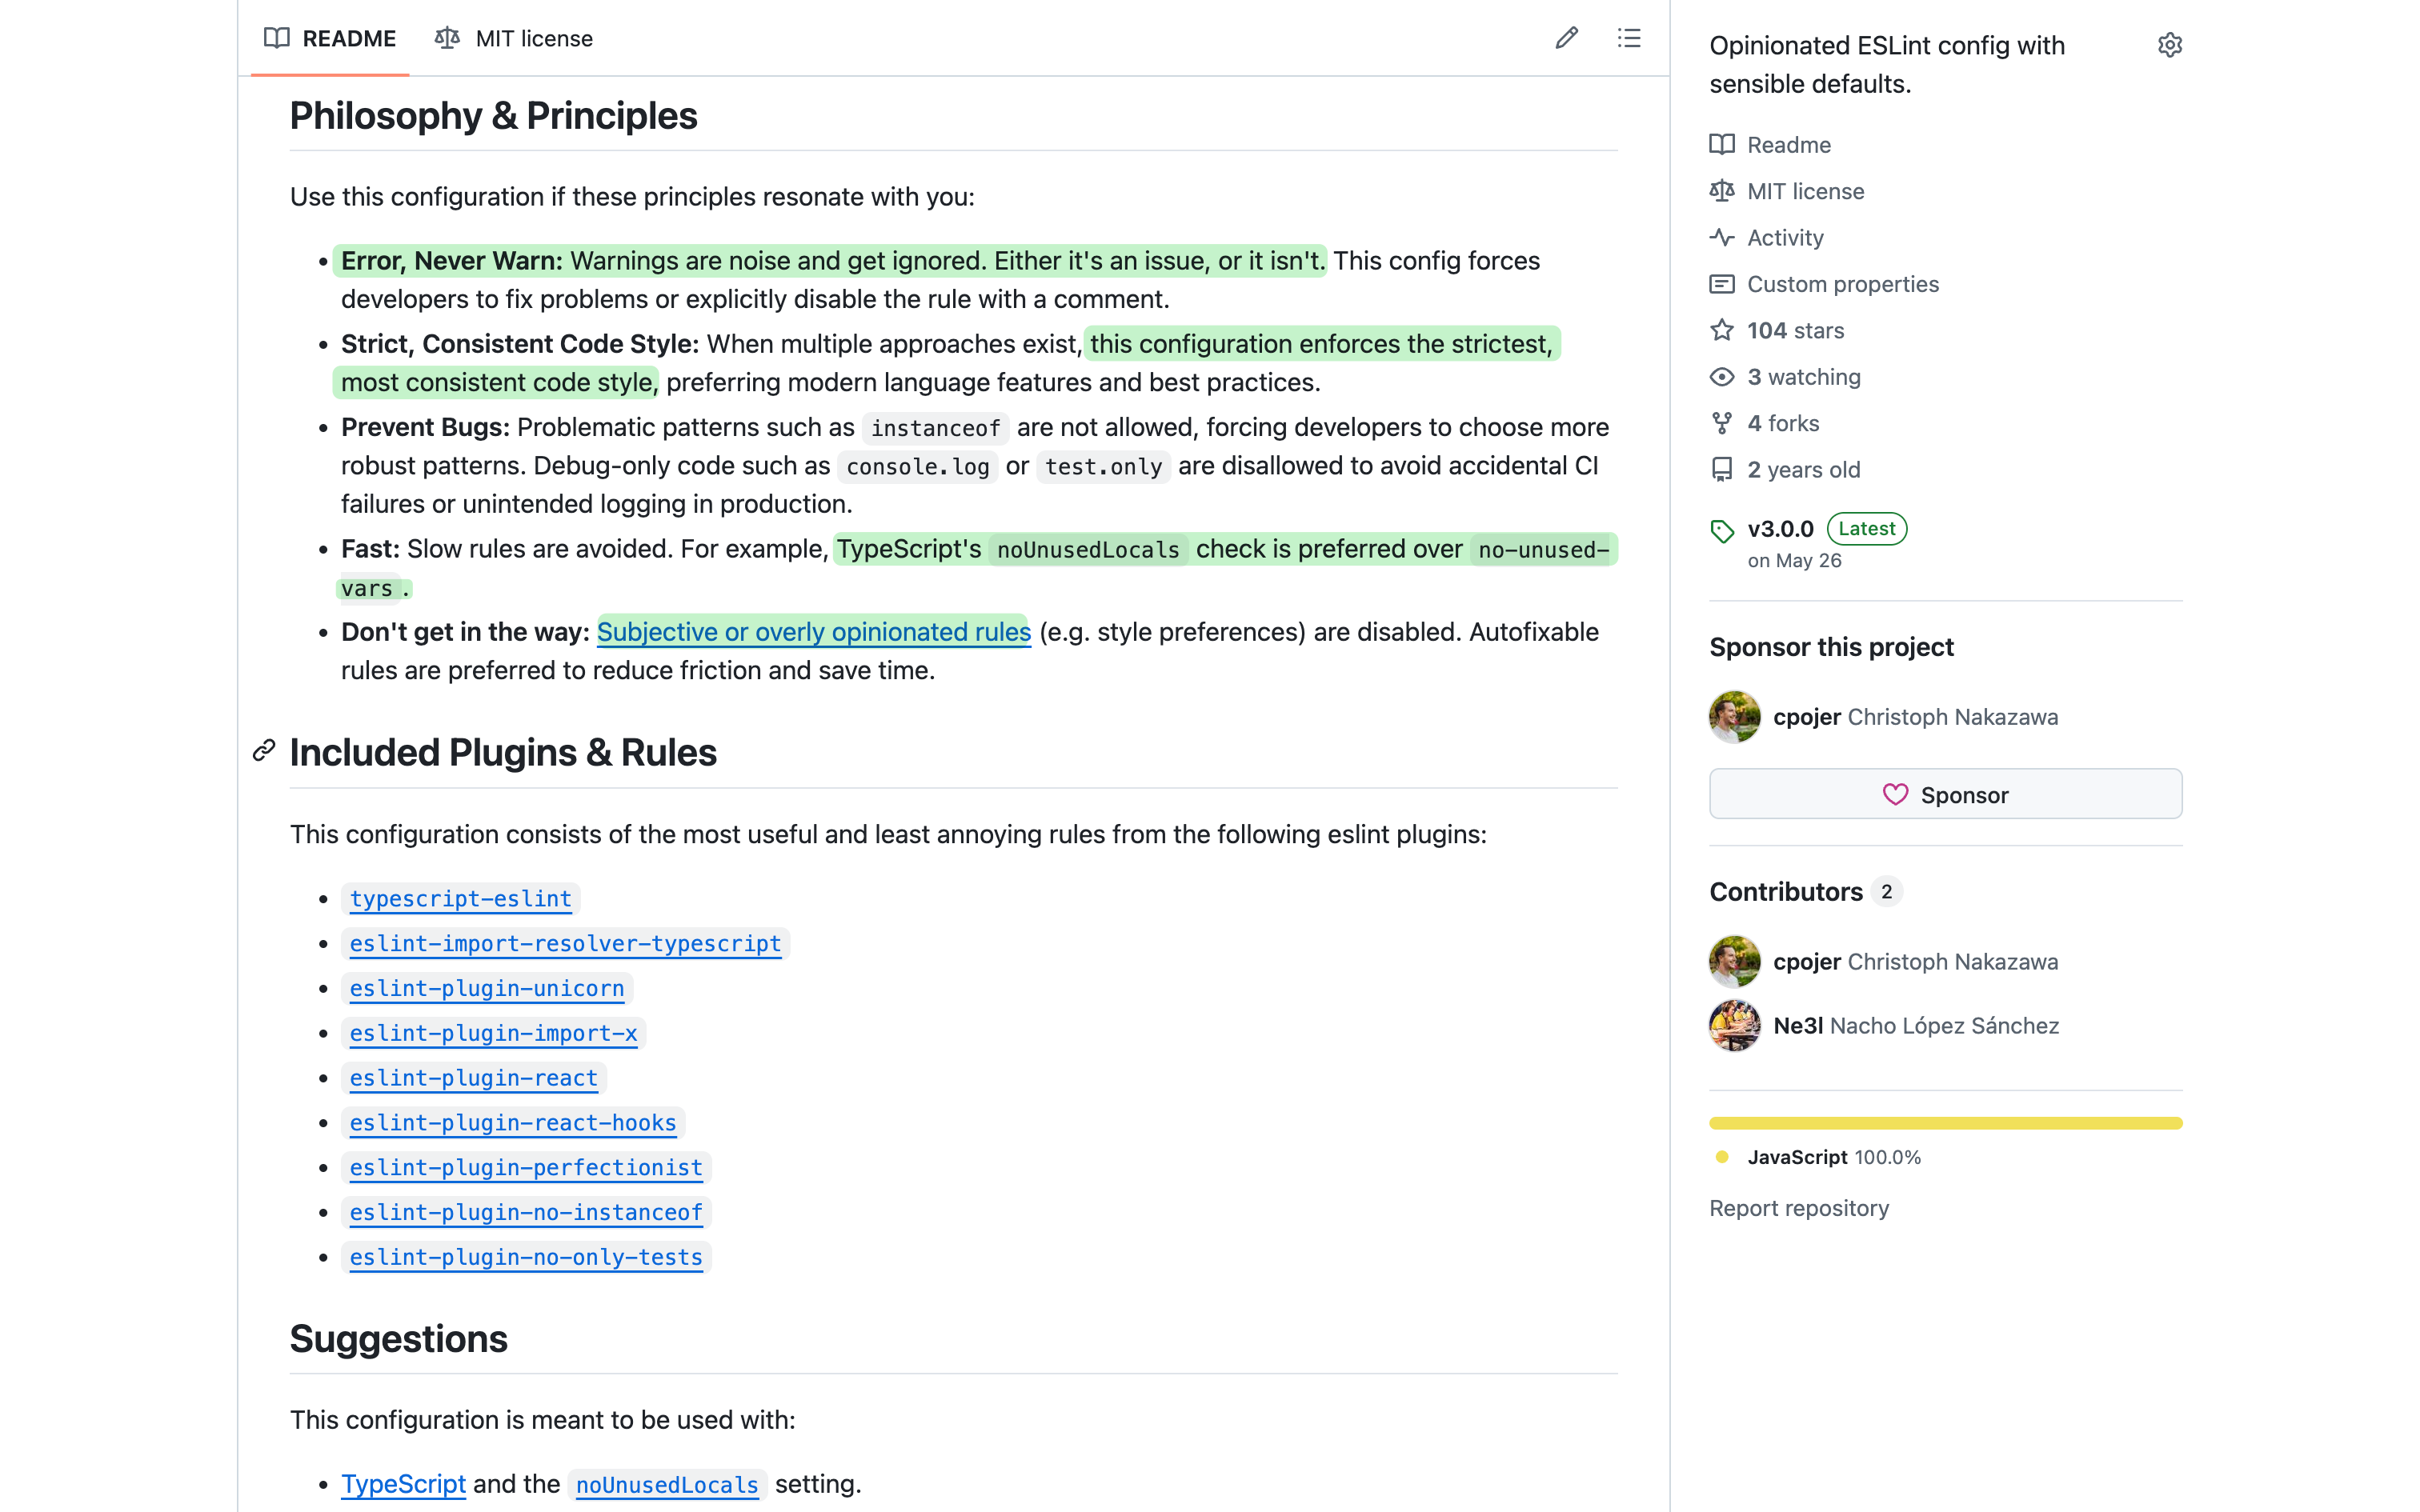 README
MIT license
Philosophy & Principles
Use this configuration if these principles resonate with you:
Error, Never Warn: Warnings are noise and get ignored. Either it's an issue, or it isn't. This config forces
developers to fix problems or explicitly disable the rule with a comment.
Strict, Consistent Code Style: When multiple approaches exist, this configuration enforces the strictest,
most consistent code style, preferring modern language features and best practices.
Prevent Bugs: Problematic patterns such as instanceof are not allowed, forcing developers to choose more
robust patterns. Debug-only code such as console.log or test.only are disallowed to avoid accidental CI
failures or unintended logging in production.
Fast: Slow rules are avoided. For example, TypeScript's noUnusedLocals check is preferred over no-unused-
vars .
Don't get in the way: Subjective or overly opinionated rules (e.g. style preferences) are disabled. Autofixable
rules are preferred to reduce friction and save time.
Included Plugins & Rules
This configuration consists of the most useful and least annoying rules from the following eslint plugins:
typescript-eslint
eslint-import-resolver-typescript
eslint-plugin-unicorn
eslint-plugin-import-x
eslint-plugin-react
eslint-plugin-react-hooks
eslint-plugin-perfectionist
eslint-plugin-no-instanceof
eslint-plugin-no-only-tests
Suggestions
This configuration is meant to be used with:
TypeScript and the noUnusedLocals setting.
Opinionated ESLint config with
sensible defaults.
Readme
MIT license
Activity
Custom properties
104 stars
3 watching
4 forks
2 years old
v3.0.0 Latest
on May 26
Sponsor this project
cpojer Christoph Nakazawa
Sponsor
Contributors 2
cpojer Christoph Nakazawa
Ne3l Nacho López Sánchez
JavaScript 100.0%
Report repository